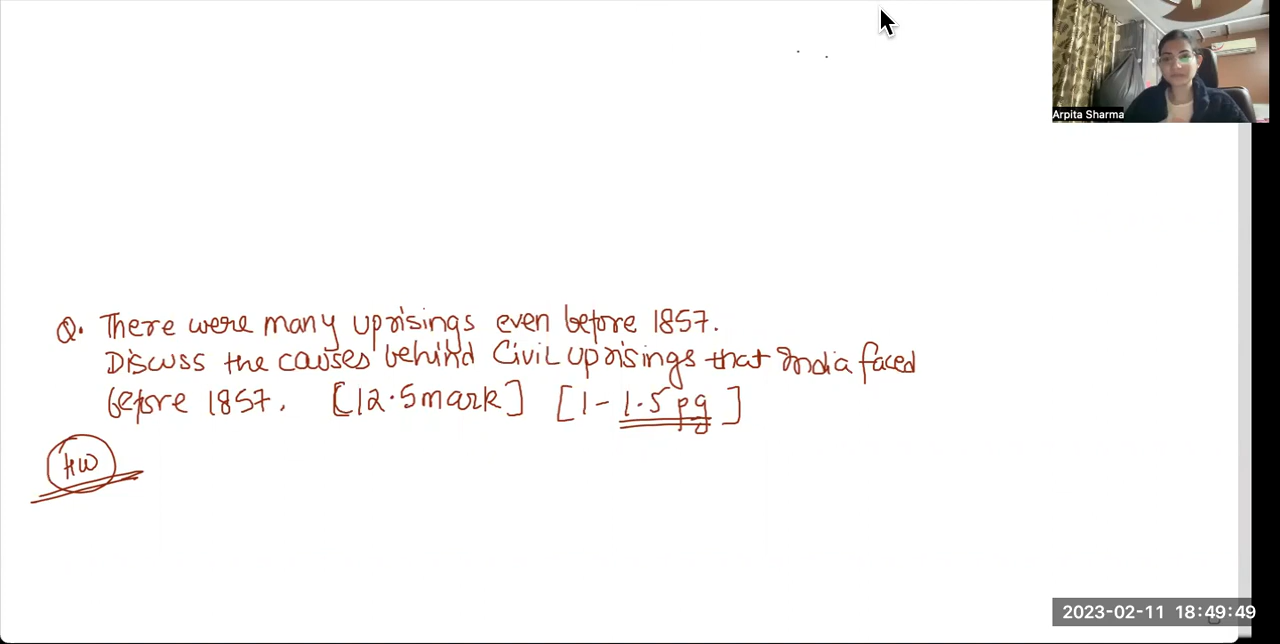 Arpita Sharma
Q. There were many uprisings even before 1857.
Discuss the causes behind Civil uprisings that India faced
before 1857. [12.5 mark] [1-1.5 pg]
HW
2023-02-11 18:49:49